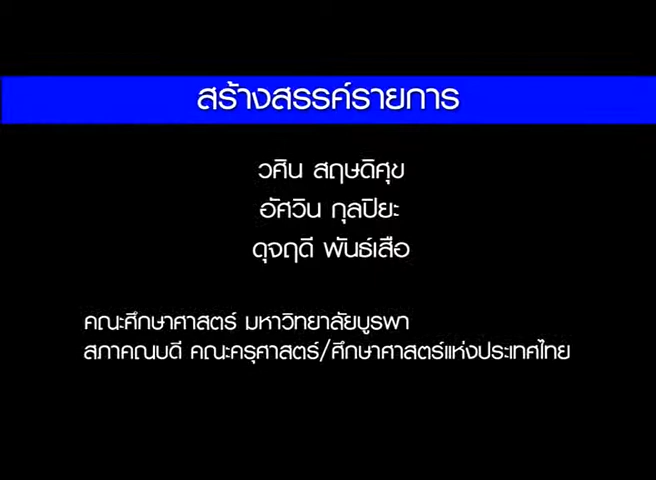 สร้างสรรค์รายการ
วศิน สฤษดิศุข
อัศวิน กุลปิยะ
ดุจฤดี พันธ์เสือ
คณะศึกษาศาสตร์ มหาวิทยาลัยบูรพา
สภาคณบดี คณะครุศาสตร์/ศึกษาศาสตร์แห่งประเทศไทย